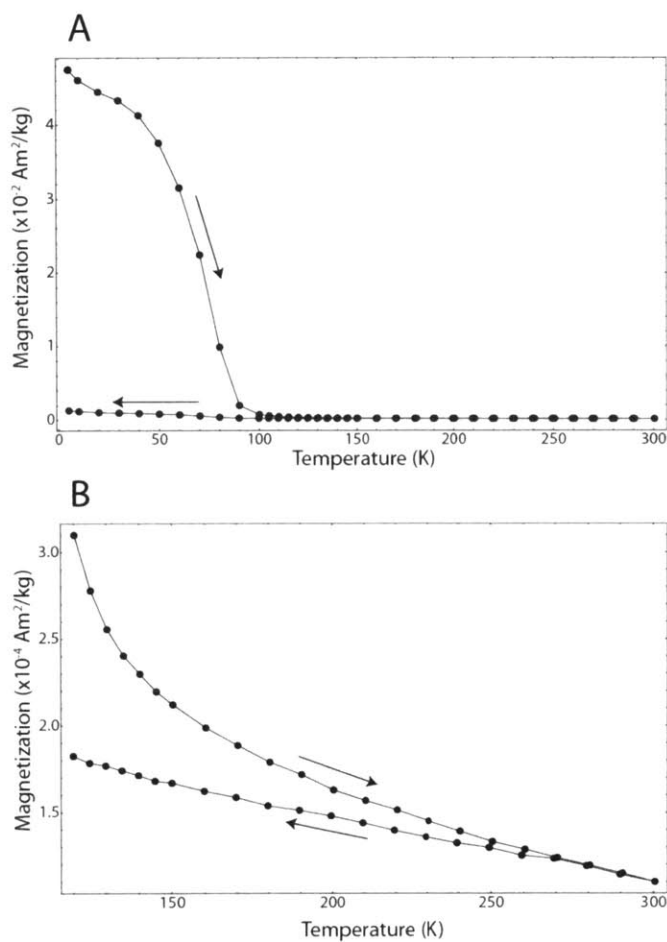 A
Magnetization (x10⁻² Am²/kg)
4
3
2
1
0
0 50 100 150 200 250 300
Temperature (K)
B
Magnetization (x10⁻⁴ Am²/kg)
3.0
2.5
2.0
1.5
150 200 250 300
Temperature (K)